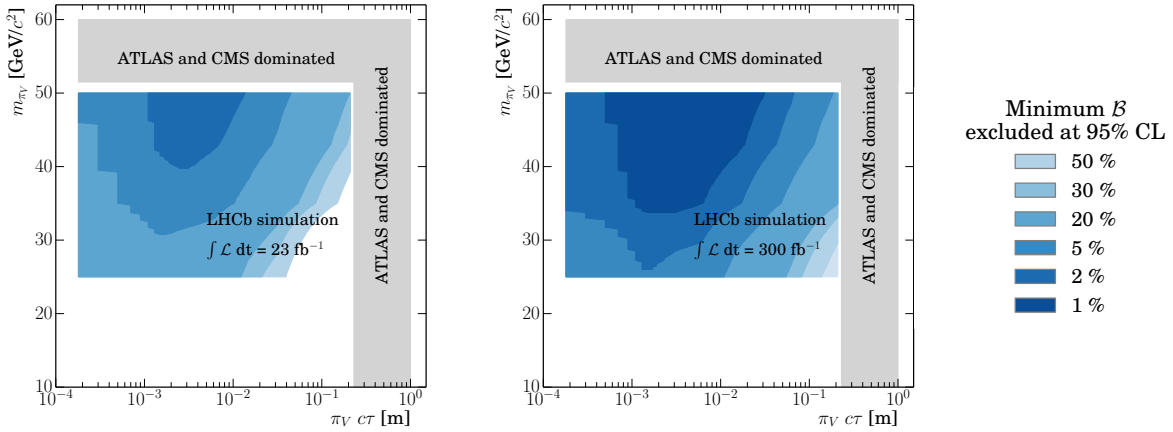 60
50
40
30
20
10
m_{π_V} [GeV/c²]
ATLAS and CMS dominated
ATLAS and CMS dominated
LHCb simulation
∫ ℒ dt = 23 fb⁻¹
10⁻⁴ 10⁻³ 10⁻² 10⁻¹ 10⁰
π_V cτ [m]
60
50
40
30
20
10
m_{π_V} [GeV/c²]
ATLAS and CMS dominated
ATLAS and CMS dominated
LHCb simulation
∫ ℒ dt = 300 fb⁻¹
10⁻⁴ 10⁻³ 10⁻² 10⁻¹ 10⁰
π_V cτ [m]
Minimum ℬ
excluded at 95% CL
50 %
30 %
20 %
5 %
2 %
1 %